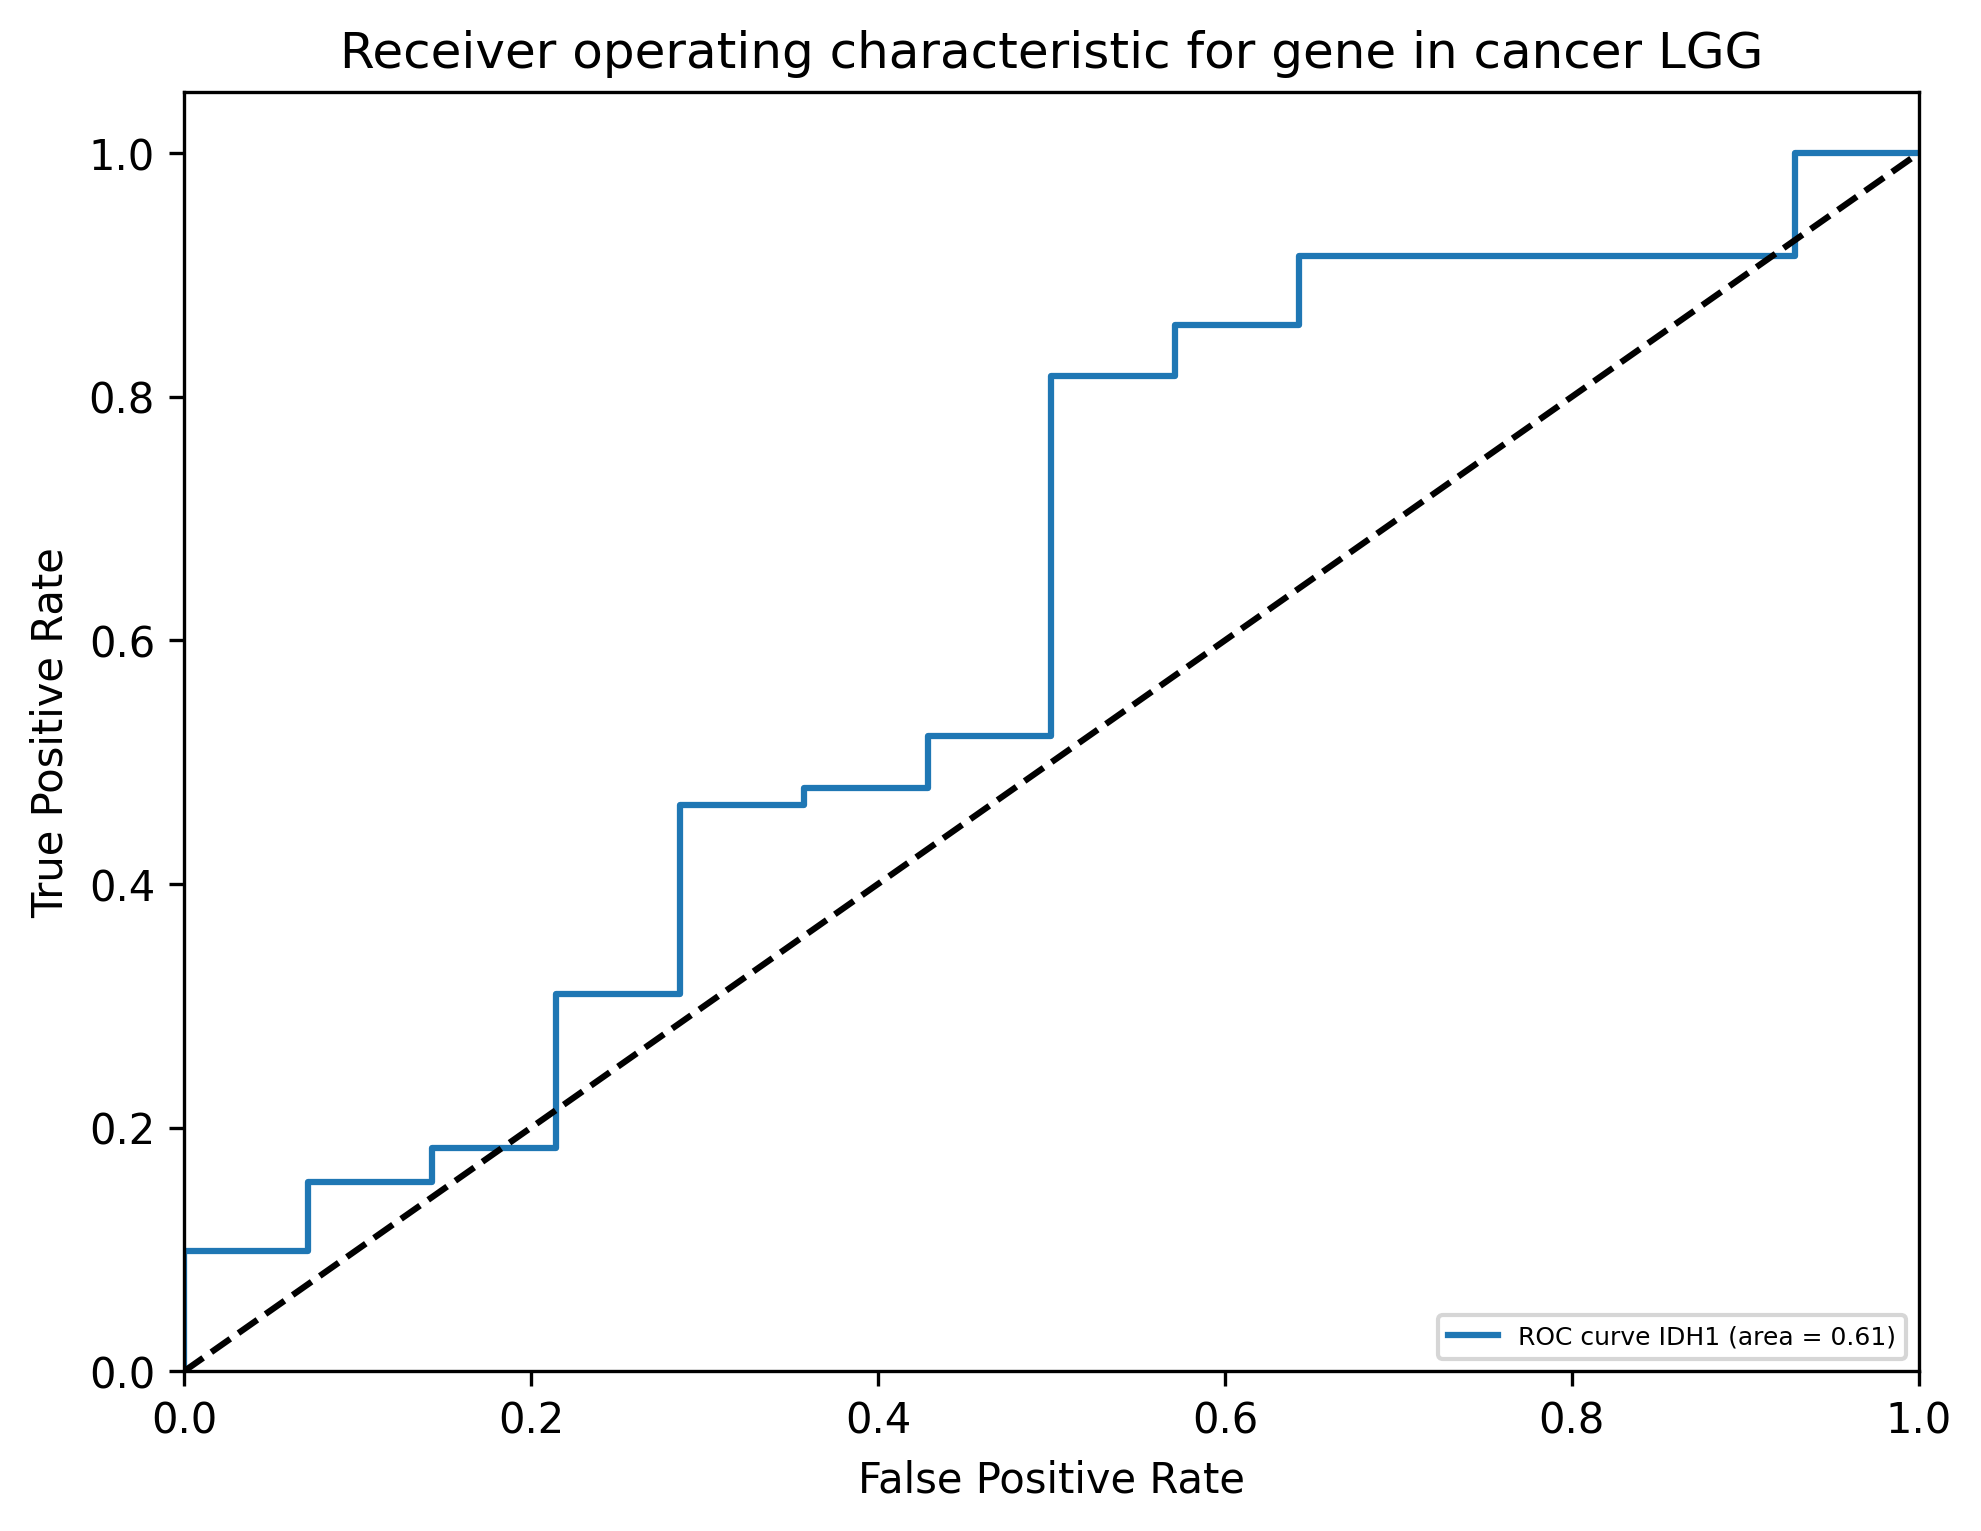 Receiver operating characteristic for gene in cancer LGG
True Positive Rate
1.0
0.8
0.6
0.4
0.2
0.0
ROC curve IDH1 (area = 0.61)
0.0 0.2 0.4 0.6 0.8 1.0
False Positive Rate